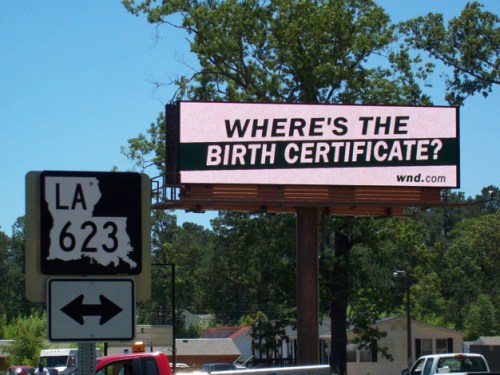 WHERE'S THE
BIRTH CERTIFICATE?
wnd.com
LA
623